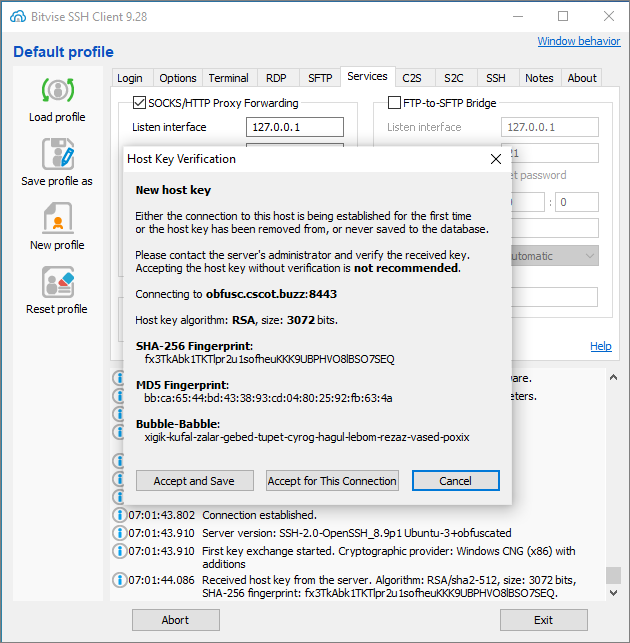 Bitvise SSH Client 9.28
Default profile
Window behavior
Load profile
Save profile as
New profile
Reset profile
Login Options Terminal RDP SFTP Services C2S S2C SSH Notes About
SOCKS/HTTP Proxy Forwarding
FTP-to-SFTP Bridge
Listen interface 127.0.0.1
Listen interface 127.0.0.1
21
password
: 0
Help
Host Key Verification
New host key
Either the connection to this host is being established for the first time
or the host key has been removed from, or never saved to the database.
Please contact the server's administrator and verify the received key.
Accepting the host key without verification is not recommended.
Connecting to obfusc.cscot.buzz:8443
Host key algorithm: RSA, size: 3072 bits.
SHA-256 Fingerprint:
fx3TkAbk1TKTlpr2u1sofheuKKK9UBPHVO8lBSO7SEQ
MD5 Fingerprint:
bb:ca:65:44:bd:43:38:93:cd:04:80:25:92:fb:63:4a
Bubble-Babble:
xigik-kufal-zalar-gebed-tupet-cyrog-hagul-lebom-rezaz-vased-poxix
Accept and Save
Accept for This Connection
Cancel
07:01:43.802 Connection established.
07:01:43.910 Server version: SSH-2.0-OpenSSH_8.9p1 Ubuntu-3+obfuscated
07:01:43.910 First key exchange started. Cryptographic provider: Windows CNG (x86) with
additions
07:01:44.086 Received host key from the server. Algorithm: RSA/sha2-512, size: 3072 bits,
SHA-256 fingerprint: fx3TkAbk1TKTlpr2u1sofheuKKK9UBPHVO8lBSO7SEQ.
Abort
Exit